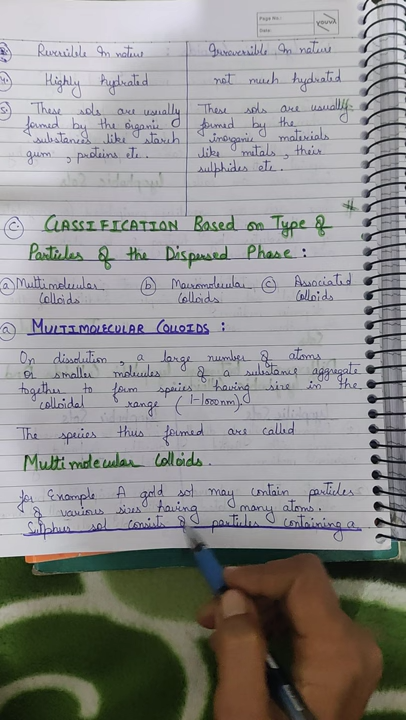 Page No.:
Date:
YOUVA
3. Reversible In nature
Irreversible In nature
4. Highly hydrated
not much hydrated
5. These sols are usually
formed by the organic
substances like starch
gum, proteins etc.
These sols are usually
formed by the
inorganic materials
like metals, their
sulphides etc.
C. CLASSIFICATION Based on Type of
Particles of the Dispersed Phase :
a Multimolecular Colloids
b Macromolecular Colloids
c Associated Colloids
a MULTIMOLECULAR COLLOIDS :
On dissolution, a large number of atoms
or smaller molecules of a substance aggregate
together to form species having size in the
colloidal range (1-1000nm).
The species thus formed are called
Multimolecular Colloids.
for Example A gold sol may contain particles
of various sizes having many atoms.
Sulphur sol consists of particles containing a